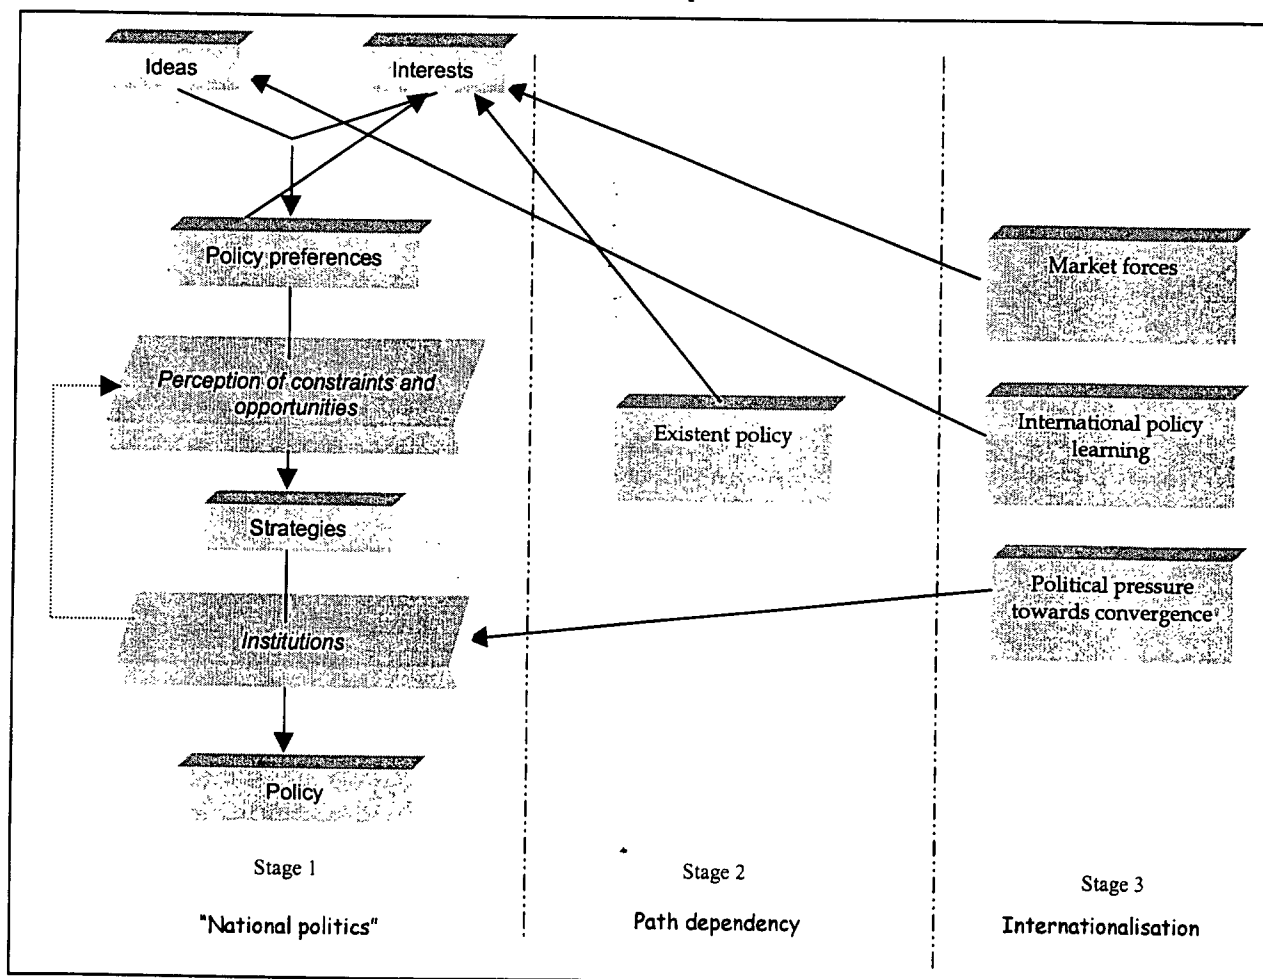 Ideas
Interests
Policy preferences
Market forces
Perception of constraints and
opportunities
Existent policy
International policy
learning
Strategies
Political pressure
towards convergence
Institutions
Policy
Stage 1
Stage 2
Stage 3
"National politics"
Path dependency
Internationalisation